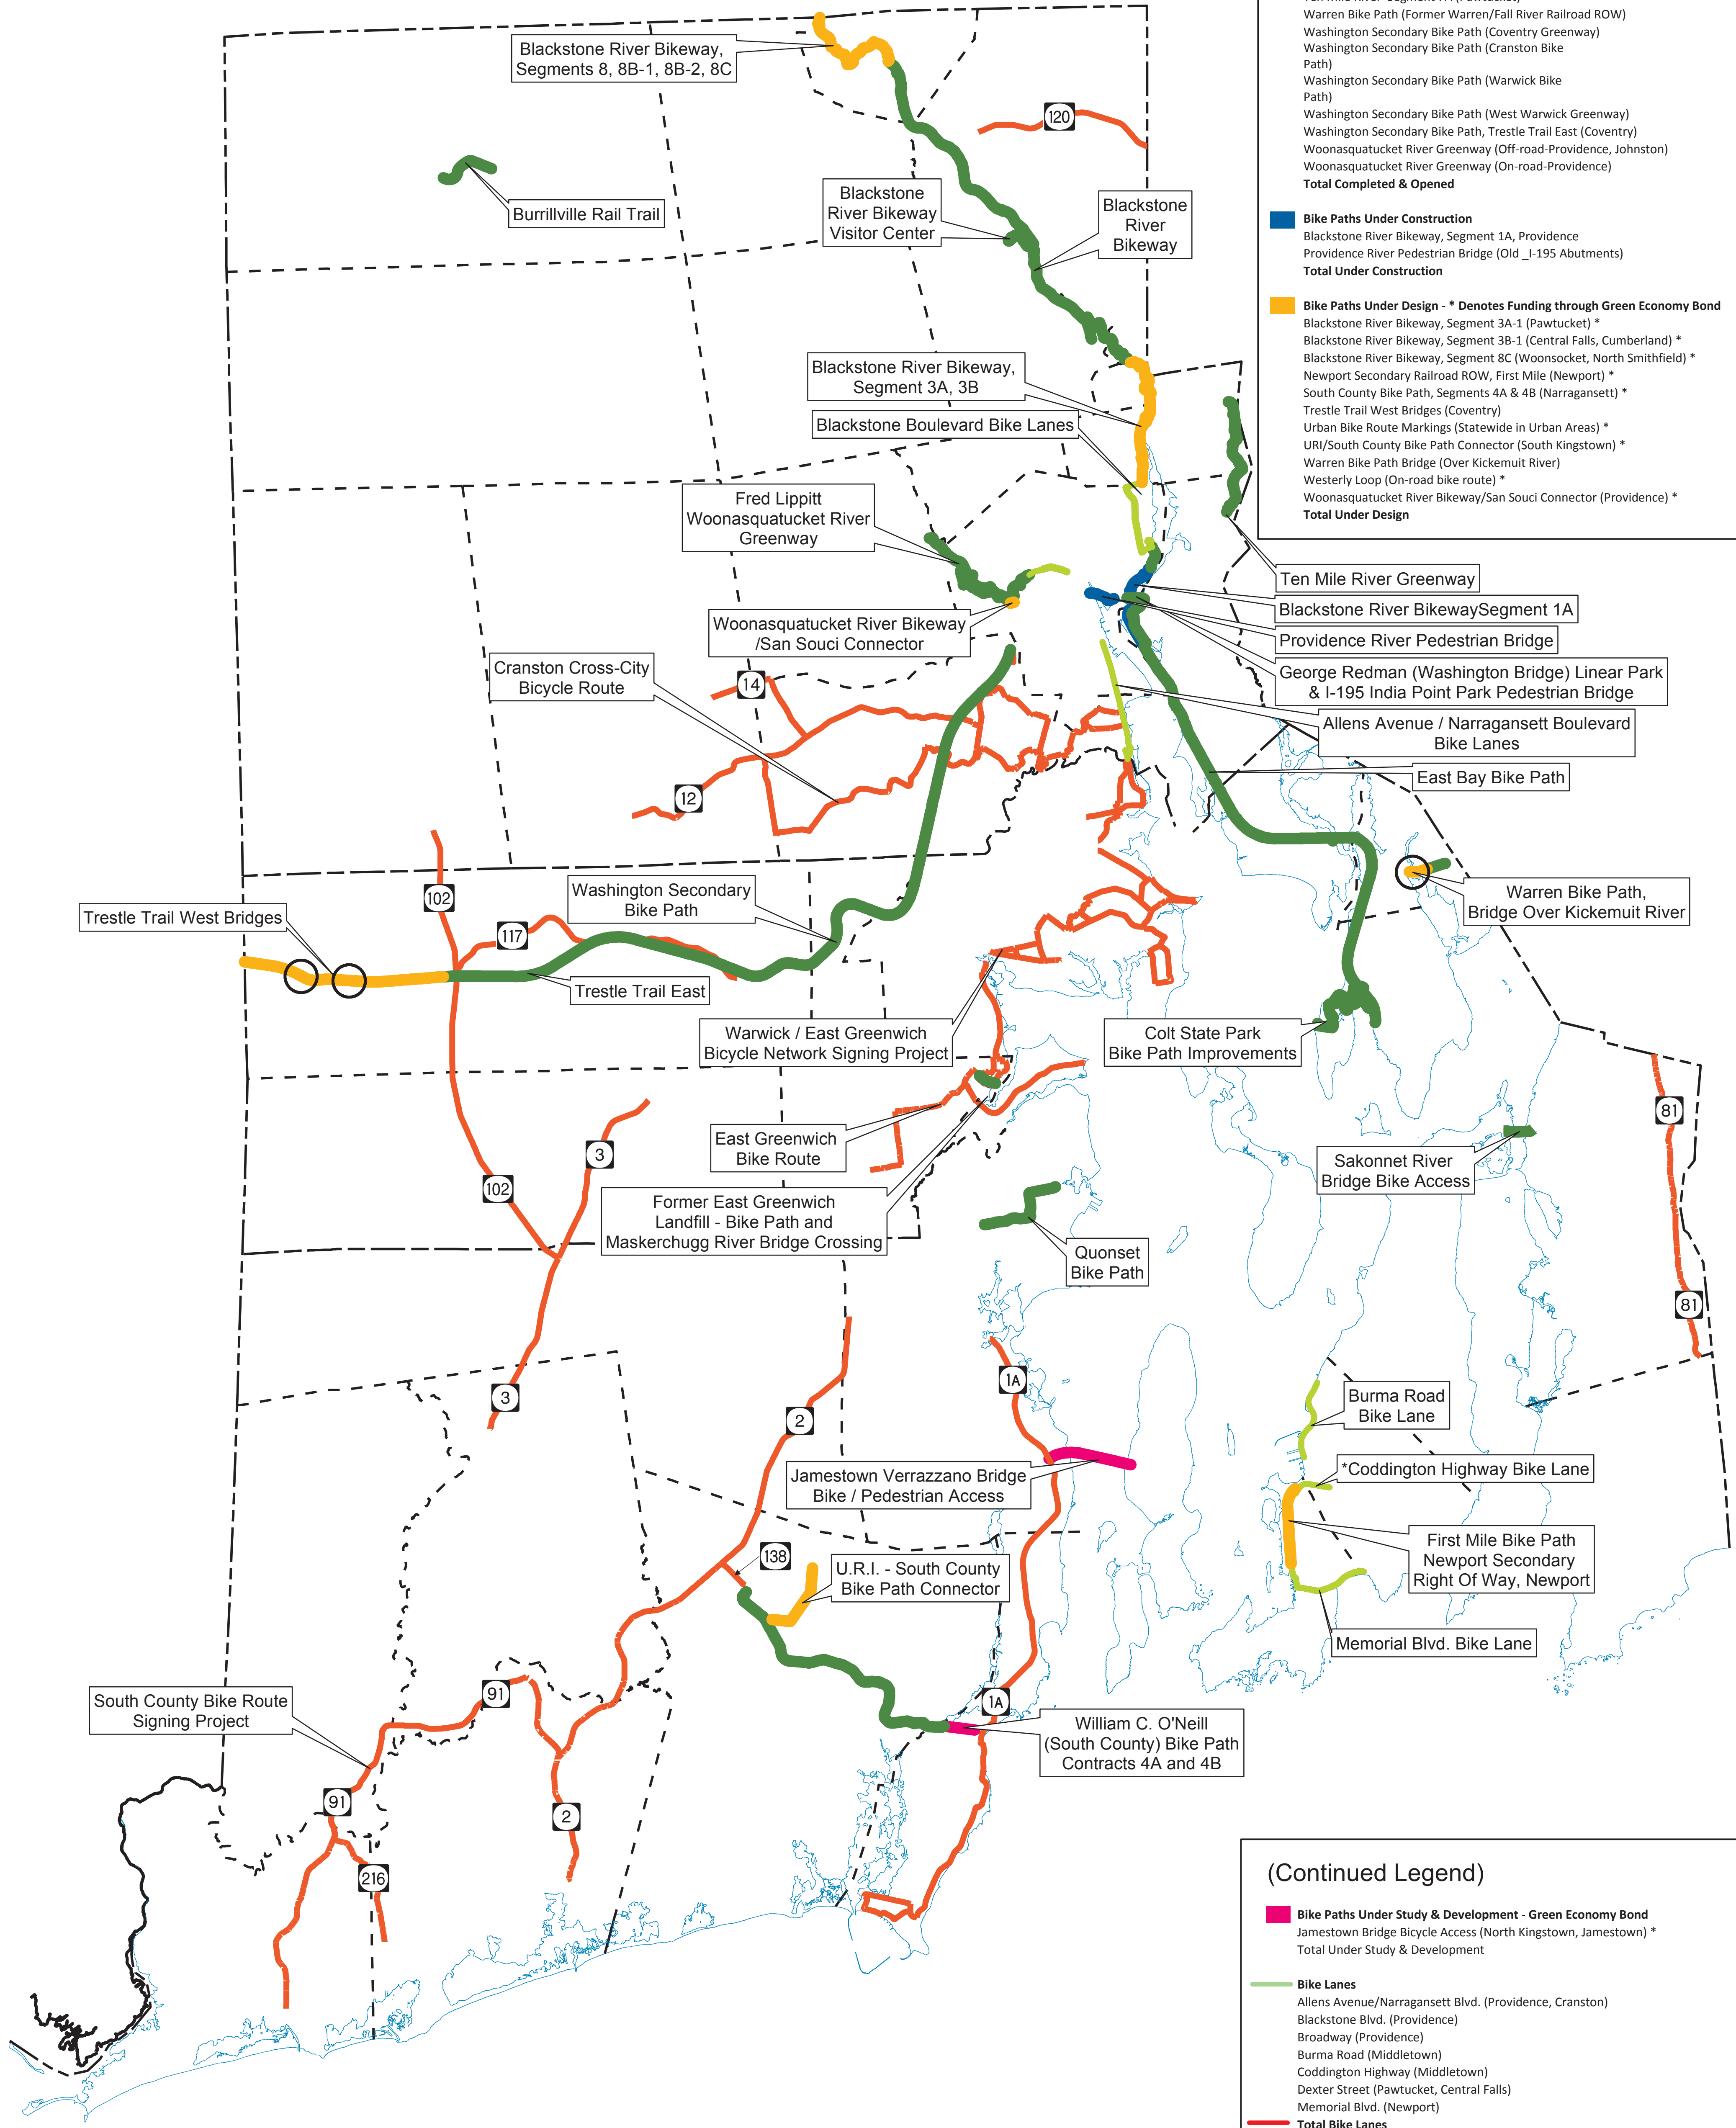 Warren Bike Path (Former Warren/Fall River Railroad ROW)
Washington Secondary Bike Path (Coventry Greenway)
Washington Secondary Bike Path (Cranston Bike
Path)
Washington Secondary Bike Path (Warwick Bike
Path)
Washington Secondary Bike Path (West Warwick Greenway)
Washington Secondary Bike Path, Trestle Trail East (Coventry)
Woonasquatucket River Greenway (Off-road-Providence, Johnston)
Woonasquatucket River Greenway (On-road-Providence)
Total Completed & Opened
Bike Paths Under Construction
Blackstone River Bikeway, Segment 1A, Providence
Providence River Pedestrian Bridge (Old _I-195 Abutments)
Total Under Construction
Bike Paths Under Design - * Denotes Funding through Green Economy Bond
Blackstone River Bikeway, Segment 3A-1 (Pawtucket) *
Blackstone River Bikeway, Segment 3B-1 (Central Falls, Cumberland) *
Blackstone River Bikeway, Segment 8C (Woonsocket, North Smithfield) *
Newport Secondary Railroad ROW, First Mile (Newport) *
South County Bike Path, Segments 4A & 4B (Narragansett) *
Trestle Trail West Bridges (Coventry)
Urban Bike Route Markings (Statewide in Urban Areas) *
URI/South County Bike Path Connector (South Kingstown) *
Warren Bike Path Bridge (Over Kickemuit River)
Westerly Loop (On-road bike route) *
Woonasquatucket River Bikeway/San Souci Connector (Providence) *
Total Under Design
Blackstone River Bikeway,
Segments 8, 8B-1, 8B-2, 8C
120
Burrillville Rail Trail
Blackstone
River Bikeway
Visitor Center
Blackstone
River
Bikeway
Blackstone River Bikeway,
Segment 3A, 3B
Blackstone Boulevard Bike Lanes
Fred Lippitt
Woonasquatucket River
Greenway
Ten Mile River Greenway
Blackstone River BikewaySegment 1A
Woonasquatucket River Bikeway
/San Souci Connector
Providence River Pedestrian Bridge
Cranston Cross-City
Bicycle Route
14
George Redman (Washington Bridge) Linear Park
& I-195 India Point Park Pedestrian Bridge
Allens Avenue / Narragansett Boulevard
Bike Lanes
East Bay Bike Path
12
102
Washington Secondary
Bike Path
Warren Bike Path,
Bridge Over Kickemuit River
Trestle Trail West Bridges
117
Trestle Trail East
Warwick / East Greenwich
Bicycle Network Signing Project
Colt State Park
Bike Path Improvements
81
East Greenwich
Bike Route
3
Sakonnet River
Bridge Bike Access
102
Former East Greenwich
Landfill - Bike Path and
Maskerchugg River Bridge Crossing
Quonset
Bike Path
81
3
1A
2
Burma Road
Bike Lane
Jamestown Verrazzano Bridge
Bike / Pedestrian Access
*Coddington Highway Bike Lane
138
U.R.I. - South County
Bike Path Connector
First Mile Bike Path
Newport Secondary
Right Of Way, Newport
Memorial Blvd. Bike Lane
91
South County Bike Route
Signing Project
1A
William C. O'Neill
(South County) Bike Path
Contracts 4A and 4B
91
2
216
(Continued Legend)
Bike Paths Under Study & Development - Green Economy Bond
Jamestown Bridge Bicycle Access (North Kingstown, Jamestown) *
Total Under Study & Development
Bike Lanes
Allens Avenue/Narragansett Blvd. (Providence, Cranston)
Blackstone Blvd. (Providence)
Broadway (Providence)
Burma Road (Middletown)
Coddington Highway (Middletown)
Dexter Street (Pawtucket, Central Falls)
Memorial Blvd. (Newport)
Total Bike Lanes